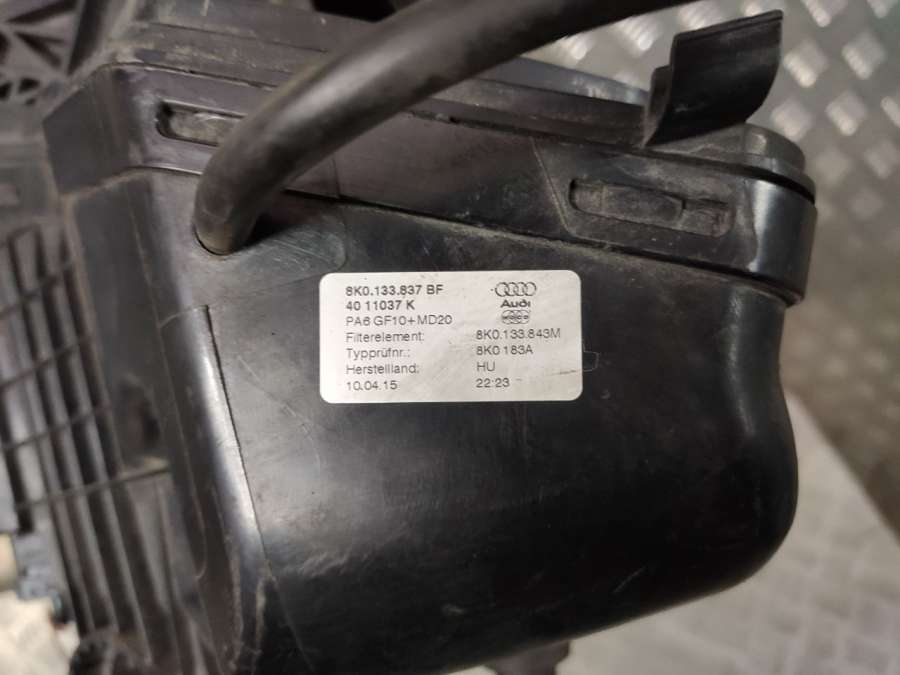 8K0.133.837 BF
40 11037 K
Audi
PA6 GF10+MD20
Filterelement: 8K0.133.843M
Typprüfnr.: 8K0 183A
Herstellland: HU
10.04.15 22:23